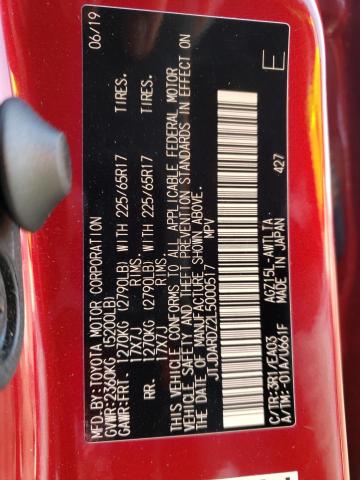 MFD.BY:TOYOTA MOTOR CORPORATION 06/19
GVWR:2360KG (5200LB)
GAWR:FRT. 1270KG (2790LB) WITH 225/65R17 TIRES.
17X7J RIMS.
RR. 1270KG (2790LB) WITH 225/65R17 TIRES.
17X7J RIMS.
THIS VEHICLE CONFORMS TO ALL APPLICABLE FEDERAL MOTOR
VEHICLE SAFETY AND THEFT PREVENTION STANDARDS IN EFFECT ON
THE DATE OF MANUFACTURE SHOWN ABOVE.
JTJDARDZ2L5000517 MPV
E
AGZ15L-AWTLTA
C/TR:3R1/EA03 MADE IN JAPAN 427
A/TM:-01A/U661F